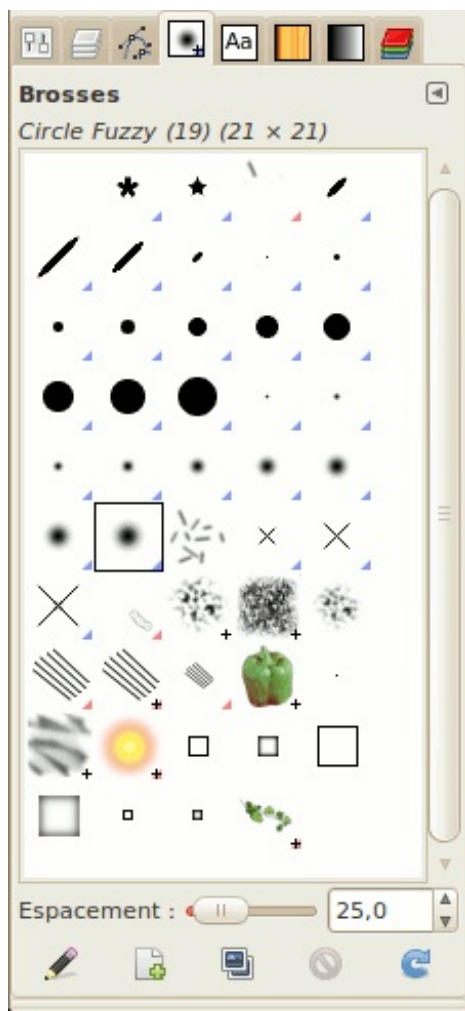 Aa
Brosses
Circle Fuzzy (19) (21 × 21)
Espacement : 25,0